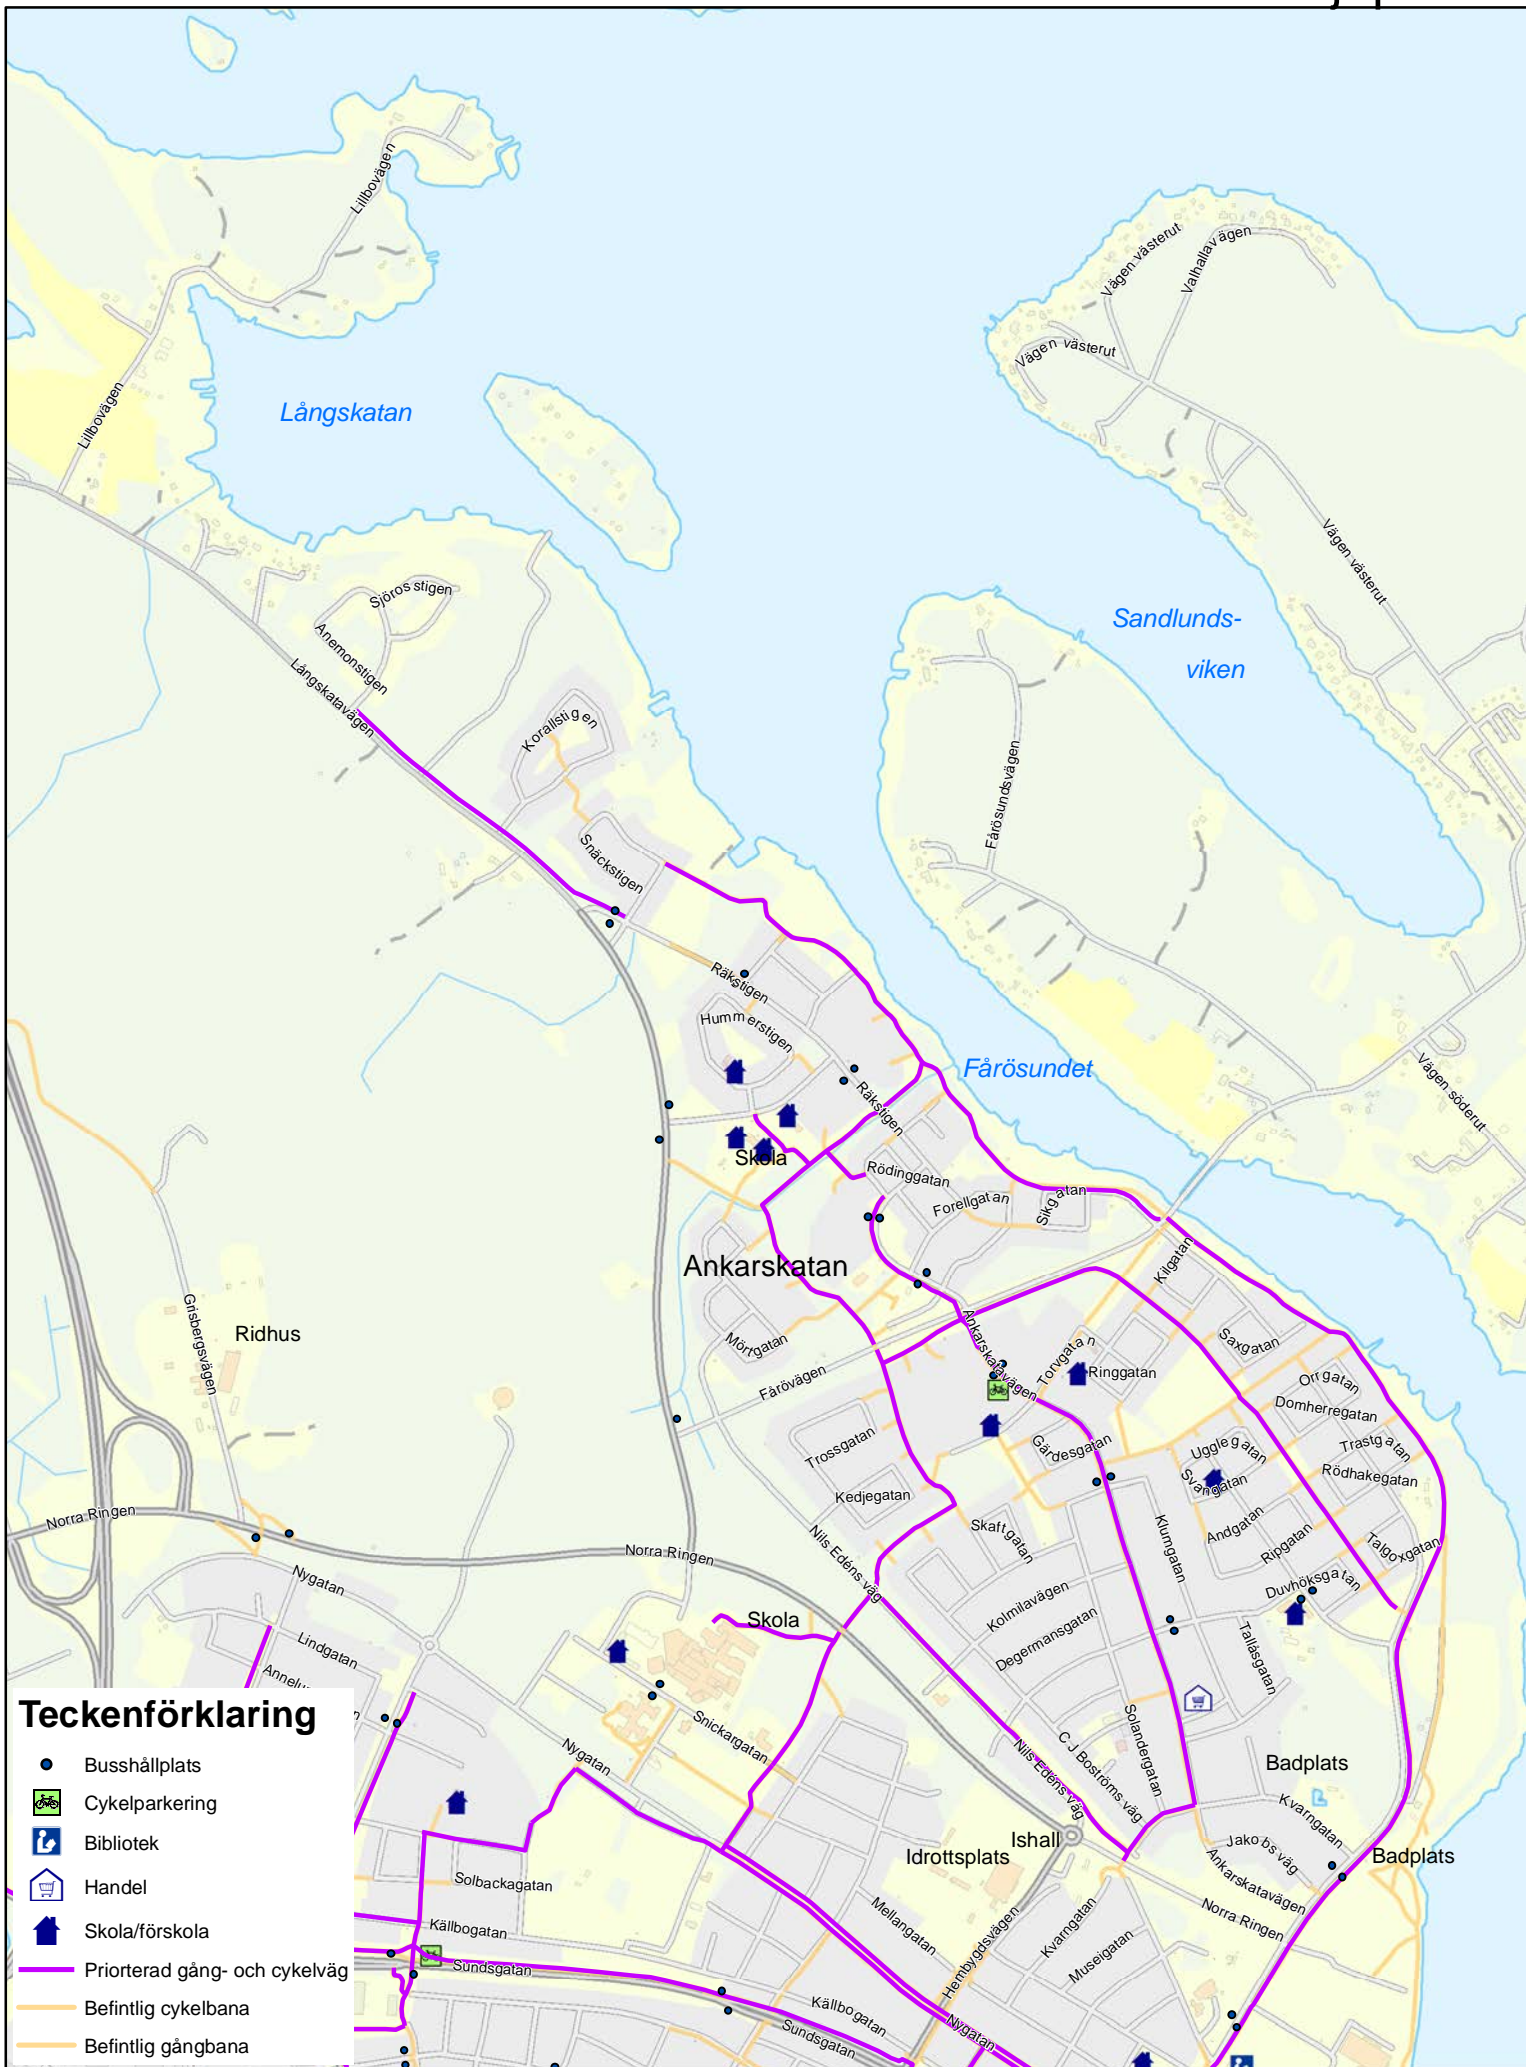 Lillbovägen
Vägen västerut
Valhallavägen
Vägen västerut
Lillbovägen
Långskatan
Vägen västerut
Sjörosstigen
Sandlunds-
viken
Anemonstigen
Långskatavägen
Korallstigen
Fårösundsvägen
Snäckstigen
Räkstigen
Hummerstigen
Fårösundet
Vägen söderut
Räkstigen
Skola
Rödinggatan
Forellgatan
Sikgatan
Ankarskatan
Kilgatan
Grisbergsvägen
Ridhus
Mörtgatan
Ankarskatavägen
Torvgatan
Saxgatan
Fårövägen
Ringgatan
Orrgatan
Domherregatan
Trossgatan
Gärdesgatan
Ugglegatan
Trastgatan
Rödhakegatan
Svangatan
Kedjegatan
Norra Ringen
Skaftgatan
Klumgatan
Andgatan
Ripgatan
Talgoxgatan
Norra Ringen
Nils Edéns väg
Nygatan
Duvhöksgatan
Kolmilavägen
Skola
Degermansgatan
Tallåsgatan
Lindgatan
Annelu
n
Snickargatan
Solandergatan
Nygatan
Nils Edéns väg
C J Boströms väg
Badplats
Kvarngatan
Ishall
Idrottsplats
Jakobs väg
Badplats
Ankarskatavägen
Solbackagatan
Norra Ringen
Källbogatan
Mellangatan
Kvarngatan
Museigatan
Hembygdsvägen
Sundsgatan
Källbogatan
Sundsgatan
Nygatan
Teckenförklaring
Busshållplats
Cykelparkering
Bibliotek
Handel
Skola/förskola
Priorterad gång- och cykelväg
Befintlig cykelbana
Befintlig gångbana